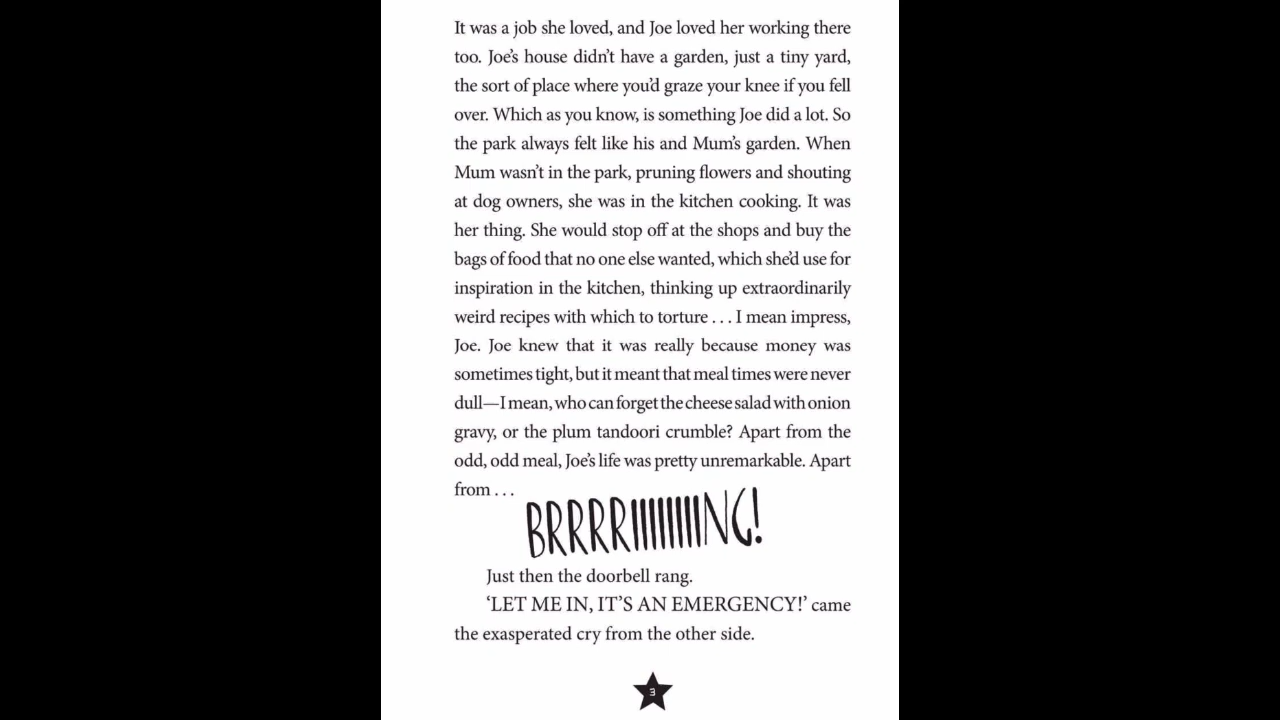 It was a job she loved, and Joe loved her working there
too. Joe’s house didn’t have a garden, just a tiny yard,
the sort of place where you’d graze your knee if you fell
over. Which as you know, is something Joe did a lot. So
the park always felt like his and Mum’s garden. When
Mum wasn’t in the park, pruning flowers and shouting
at dog owners, she was in the kitchen cooking. It was
her thing. She would stop off at the shops and buy the
bags of food that no one else wanted, which she’d use for
inspiration in the kitchen, thinking up extraordinarily
weird recipes with which to torture . . . I mean impress,
Joe. Joe knew that it was really because money was
sometimes tight, but it meant that meal times were never
dull—I mean, who can forget the cheese salad with onion
gravy, or the plum tandoori crumble? Apart from the
odd, odd meal, Joe’s life was pretty unremarkable. Apart
from . . .
BRRRRIIIIIIIIING!
Just then the doorbell rang.
‘LET ME IN, IT’S AN EMERGENCY!’ came
the exasperated cry from the other side.
3